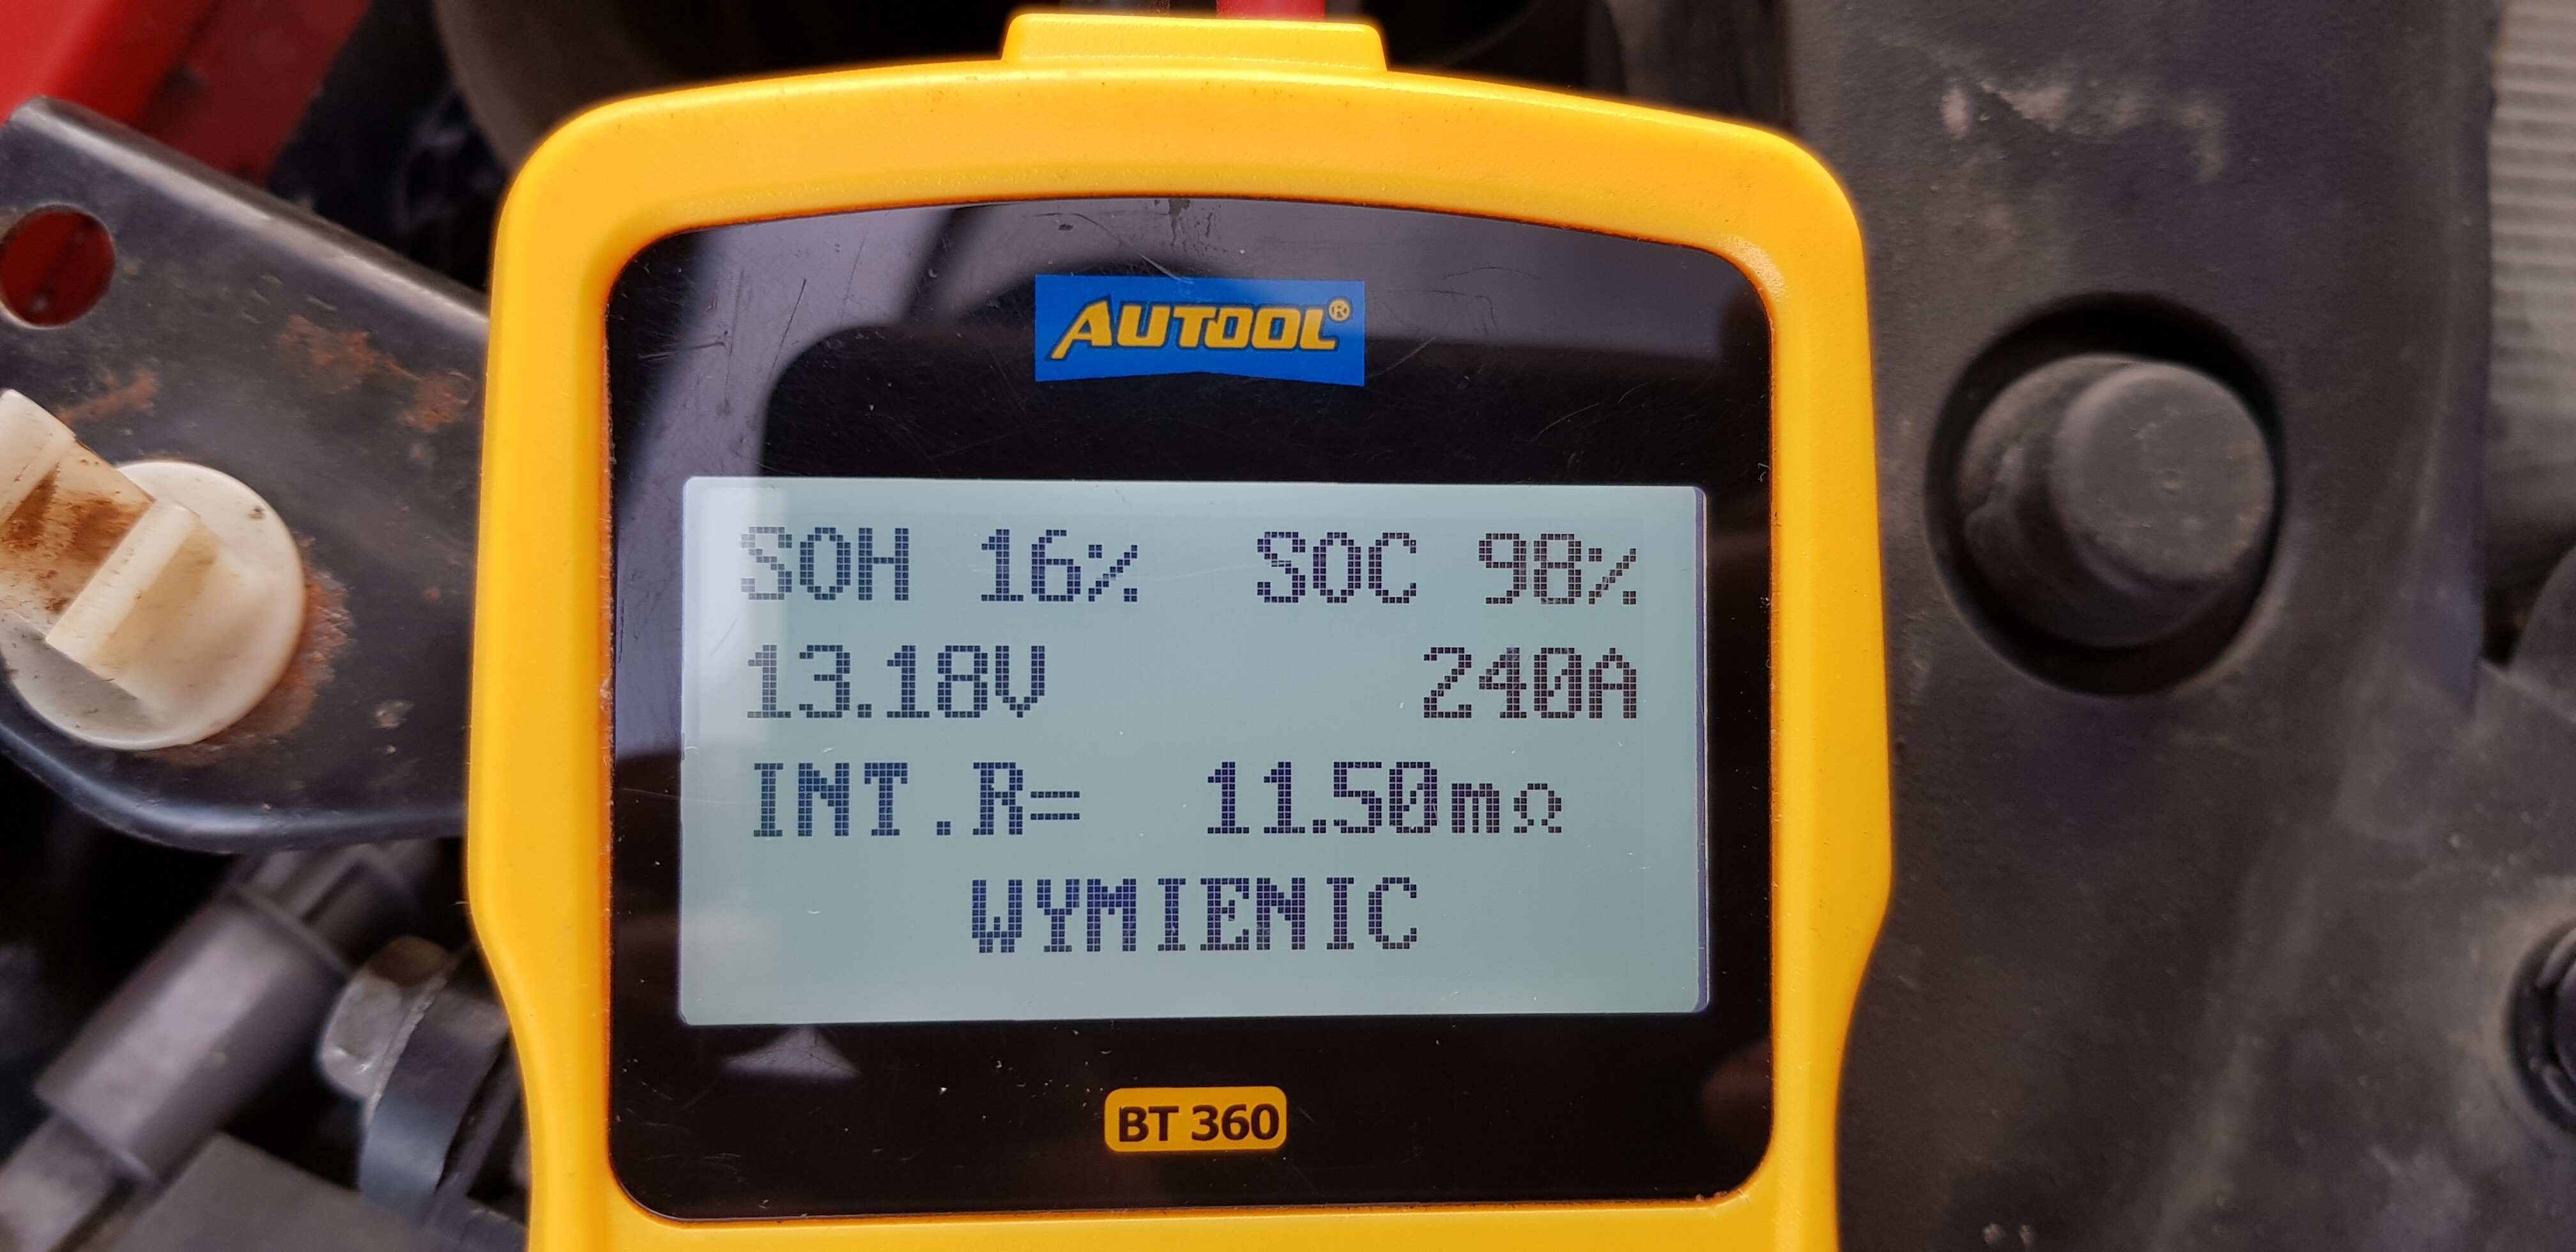 AUTOOL®
SOH 16% SOC 98%
13.18V 240A
INT.R= 11.50mΩ
WYMIENIC
BT 360